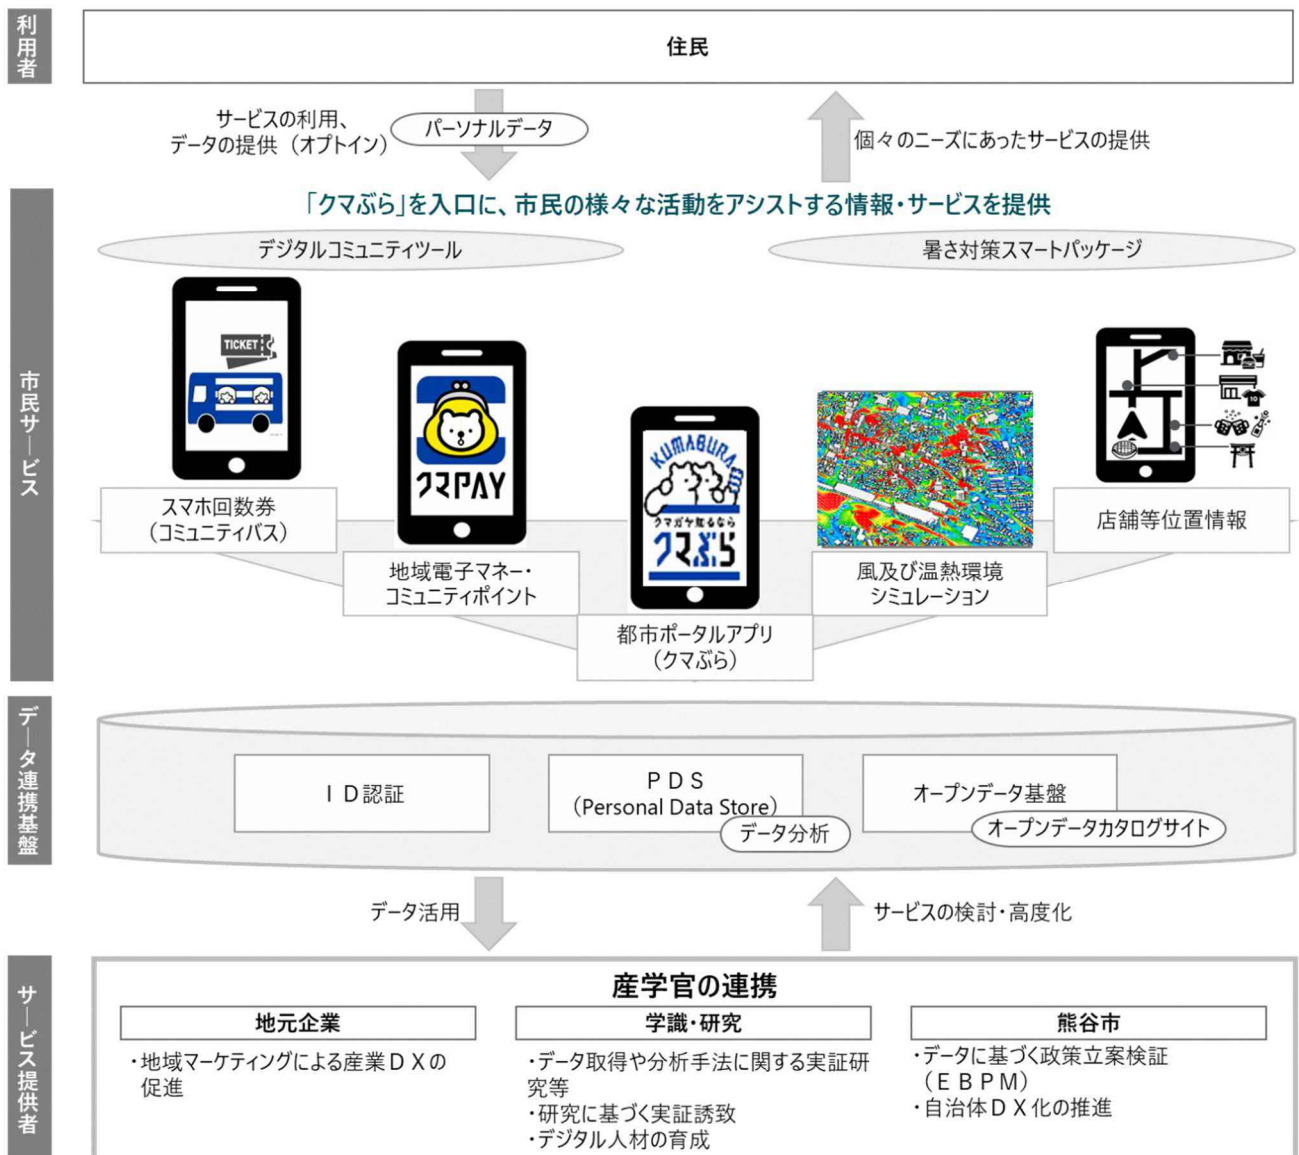 利用者
住民
サービスの利用、
データの提供（オプトイン）
パーソナルデータ
個々のニーズにあったサービスの提供
市民サービス
「クマぶら」を入口に、市民の様々な活動をアシストする情報・サービスを提供
デジタルコミュニティツール
暑さ対策スマートパッケージ
TICKET
スマホ回数券
（コミュニティバス）
クマPAY
地域電子マネー・
コミュニティポイント
KUMABURA
クマガヤ知るなら
クマぶら
都市ポータルアプリ
（クマぶら）
風及び温熱環境
シミュレーション
10
店舗等位置情報
データ連携基盤
ＩＤ認証
ＰＤＳ
（Personal Data Store）
データ分析
オープンデータ基盤
オープンデータカタログサイト
データ活用
サービスの検討・高度化
サービス提供者
産学官の連携
地元企業
・地域マーケティングによる産業ＤＸの
促進
学識・研究
・データ取得や分析手法に関する実証研
究等
・研究に基づく実証誘致
・デジタル人材の育成
熊谷市
・データに基づく政策立案検証
（ＥＢＰＭ）
・自治体ＤＸ化の推進